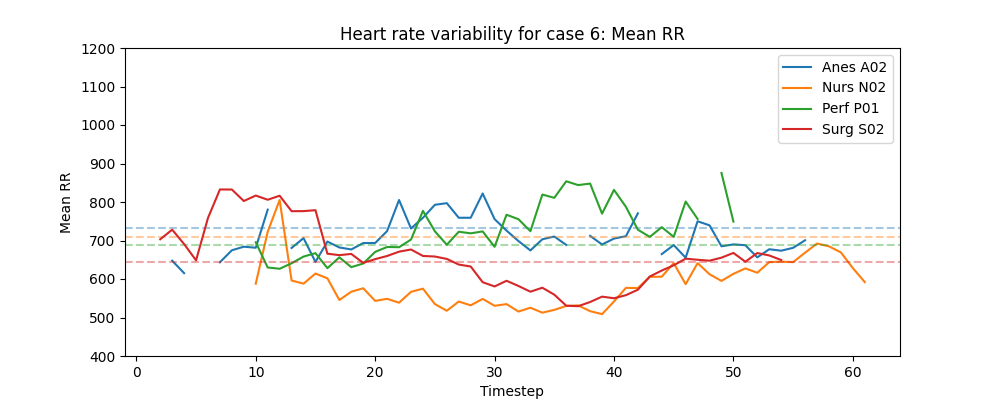 Heart rate variability for case 6: Mean RR
1200
1100
1000
900
800
700
600
500
400
Mean RR
Anes A02
Nurs N02
Perf P01
Surg S02
0 10 20 30 40 50 60
Timestep